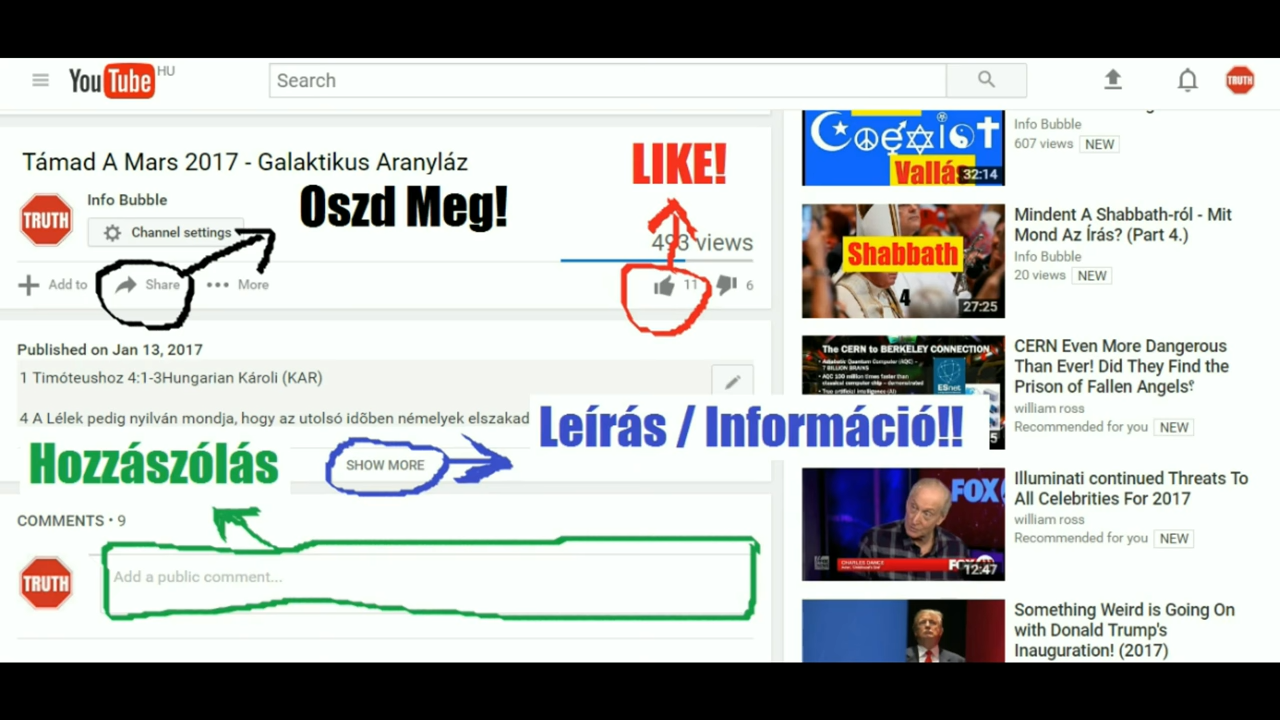 YouTube HU
Search
TRUTH
Támad A Mars 2017 - Galaktikus Aranyláz
TRUTH
Info Bubble
Channel settings
Oszd Meg!
LIKE!
493 views
Add to
Share
More
11
6
Published on Jan 13, 2017
1 Timóteushoz 4:1-3Hungarian Károli (KAR)
4 A Lélek pedig nyilván mondja, hogy az utolsó időben némelyek elszakad
Leírás / Információ!!
Hozzászólás
SHOW MORE
COMMENTS • 9
TRUTH
Add a public comment...
Vallás
32:14
Info Bubble
607 views NEW
Shabbath
4
27:25
Mindent A Shabbath-ról - Mit
Mond Az Írás? (Part 4.)
Info Bubble
20 views NEW
The CERN to BERKELEY CONNECTION
ESnet
5
CERN Even More Dangerous
Than Ever! Did They Find the
Prison of Fallen Angels؟
william ross
Recommended for you NEW
FOX
CHARLES DANCE
FOX
12:47
Illuminati continued Threats To
All Celebrities For 2017
william ross
Recommended for you NEW
Something Weird is Going On
with Donald Trump's
Inauguration! (2017)